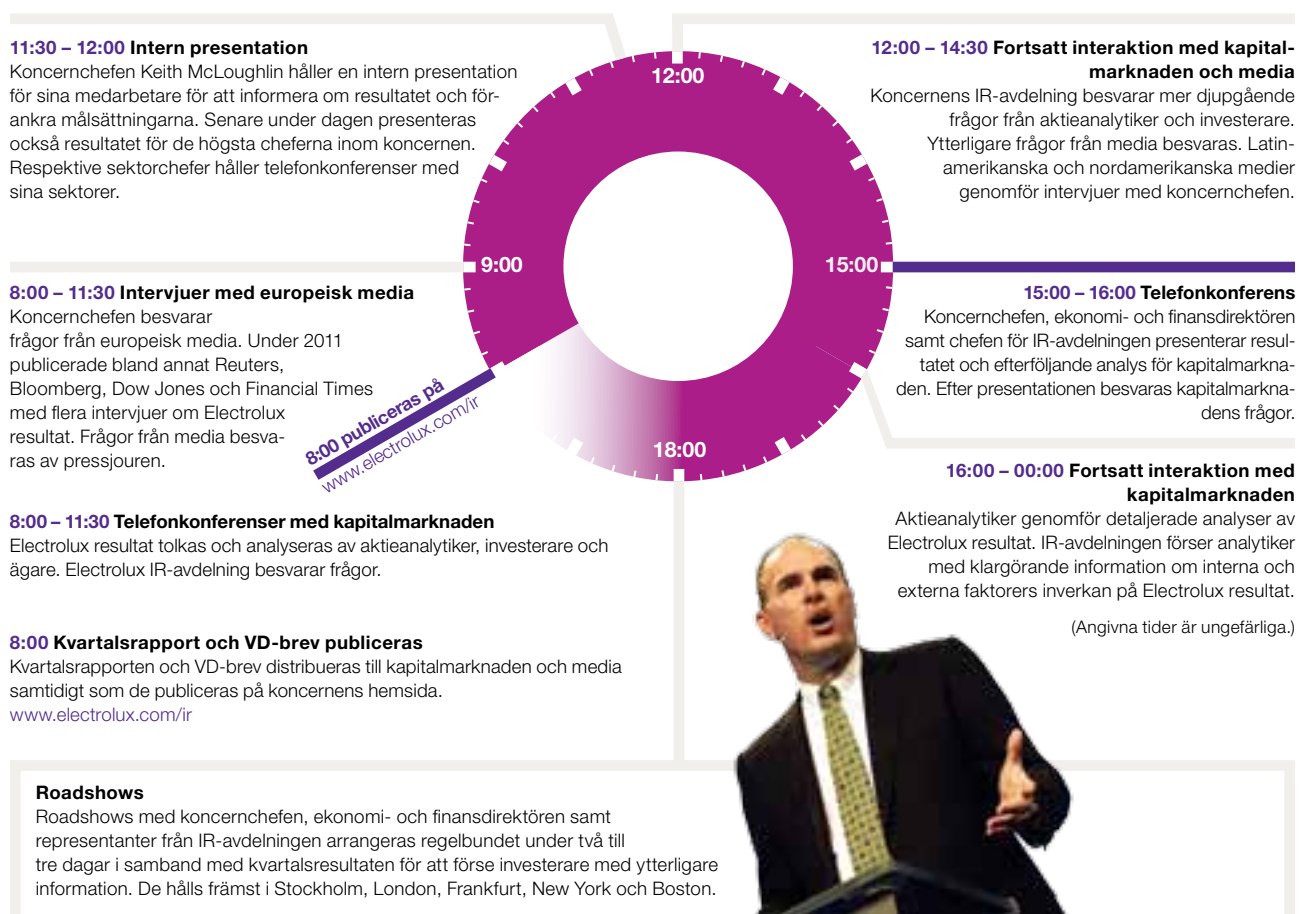 11:30 – 12:00 Intern presentation
Koncernchefen Keith McLoughlin håller en intern presentation
för sina medarbetare för att informera om resultatet och för-
ankra målsättningarna. Senare under dagen presenteras
också resultatet för de högsta cheferna inom koncernen.
Respektive sektorchefer håller telefonkonferenser med
sina sektorer.
12:00
12:00 – 14:30 Fortsatt interaktion med kapital-
marknaden och media
Koncernens IR-avdelning besvarar mer djupgående
frågor från aktieanalytiker och investerare.
Ytterligare frågor från media besvaras. Latin-
amerikanska och nordamerikanska medier
genomför intervjuer med koncernchefen.
9:00
15:00
8:00 – 11:30 Intervjuer med europeisk media
Koncernchefen besvarar
frågor från europeisk media. Under 2011
publicerade bland annat Reuters,
Bloomberg, Dow Jones och Financial Times
med flera intervjuer om Electrolux
resultat. Frågor från media besva-
ras av pressjouren.
8:00 publiceras på
www.electrolux.com/ir
18:00
15:00 – 16:00 Telefonkonferens
Koncernchefen, ekonomi- och finansdirektören
samt chefen för IR-avdelningen presenterar resul-
tatet och efterföljande analys för kapitalmarkna-
den. Efter presentationen besvaras kapitalmarkna-
dens frågor.
8:00 – 11:30 Telefonkonferenser med kapitalmarknaden
Electrolux resultat tolkas och analyseras av aktieanalytiker, investerare och
ägare. Electrolux IR-avdelning besvarar frågor.
16:00 – 00:00 Fortsatt interaktion med
kapitalmarknaden
Aktieanalytiker genomför detaljerade analyser av
Electrolux resultat. IR-avdelningen förser analytiker
med klargörande information om interna och
externa faktorers inverkan på Electrolux resultat.
(Angivna tider är ungefärliga.)
8:00 Kvartalsrapport och VD-brev publiceras
Kvartalsrapporten och VD-brev distribueras till kapitalmarknaden och media
samtidigt som de publiceras på koncernens hemsida.
www.electrolux.com/ir
Roadshows
Roadshows med koncernchefen, ekonomi- och finansdirektören samt
representanter från IR-avdelningen arrangeras regelbundet under två till
tre dagar i samband med kvartalsresultaten för att förse investerare med ytterligare
information. De hålls främst i Stockholm, London, Frankfurt, New York och Boston.